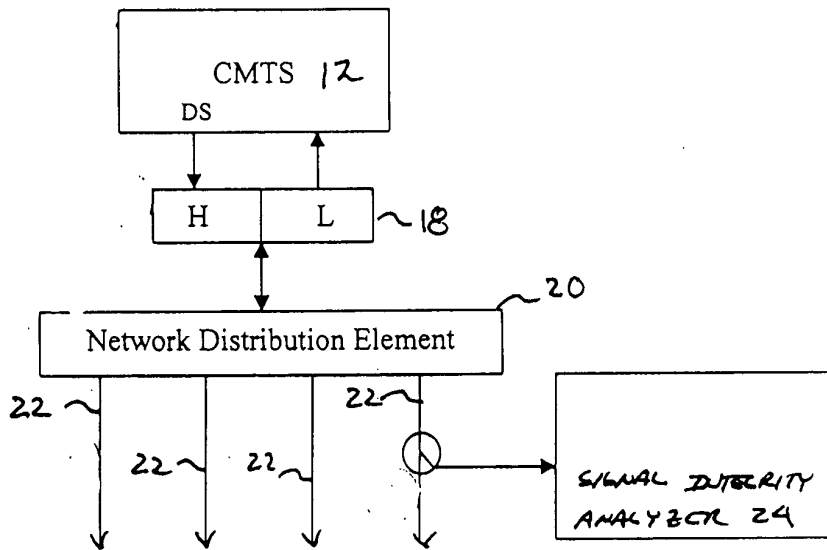 CMTS 12
DS
H L 18
20
Network Distribution Element
22 22
22 22
SIGNAL INTEGRITY
ANALYZER 24